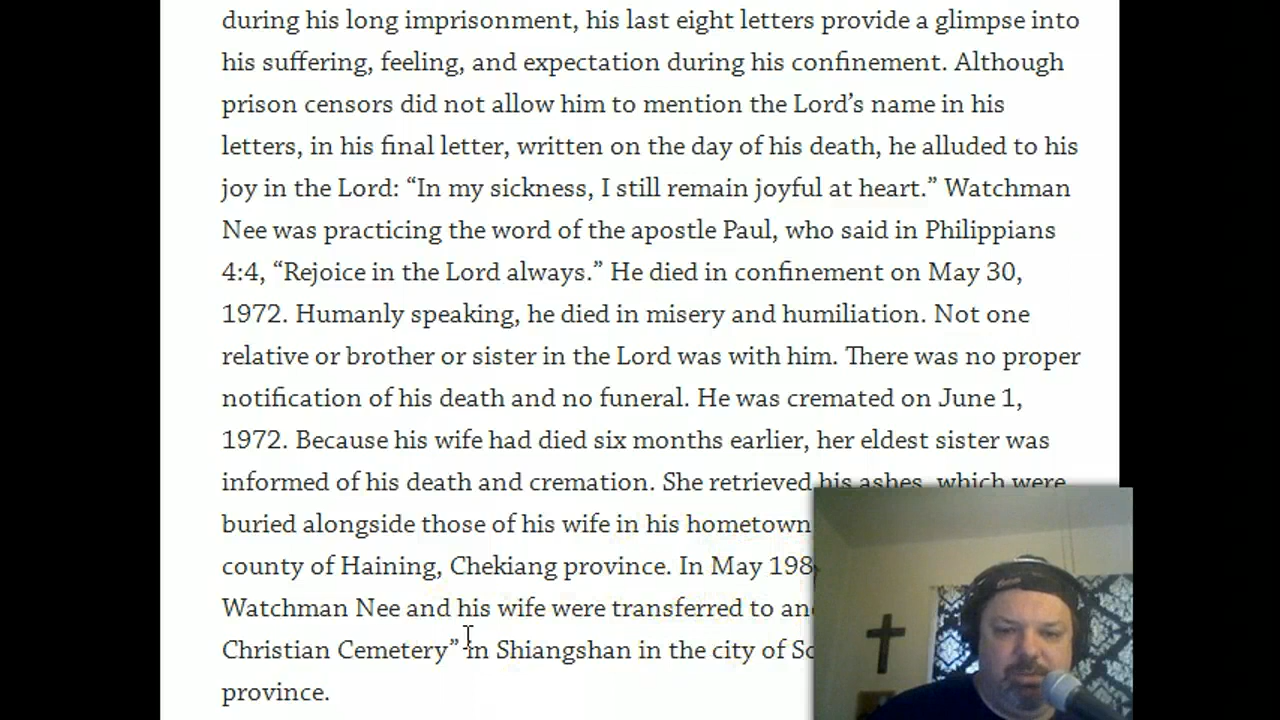 during his long imprisonment, his last eight letters provide a glimpse into
his suffering, feeling, and expectation during his confinement. Although
prison censors did not allow him to mention the Lord’s name in his
letters, in his final letter, written on the day of his death, he alluded to his
joy in the Lord: “In my sickness, I still remain joyful at heart.” Watchman
Nee was practicing the word of the apostle Paul, who said in Philippians
4:4, “Rejoice in the Lord always.” He died in confinement on May 30,
1972. Humanly speaking, he died in misery and humiliation. Not one
relative or brother or sister in the Lord was with him. There was no proper
notification of his death and no funeral. He was cremated on June 1,
1972. Because his wife had died six months earlier, her eldest sister was
informed of his death and cremation. She retrieved his ashes, which were
buried alongside those of his wife in his hometown
county of Haining, Chekiang province. In May 198
Watchman Nee and his wife were transferred to
Christian Cemetery” in Shiangshan in the city of
province.